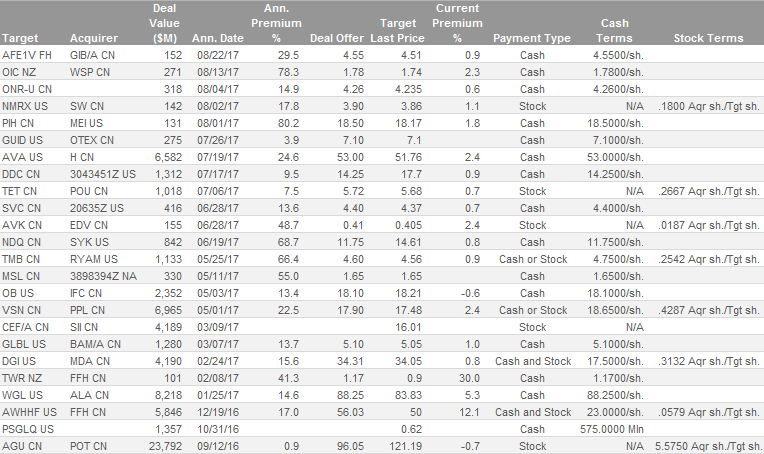 Deal Ann. Target Current
Value Premium Last Price Premium Cash
Target Acquirer ($M) Ann. Date % Deal Offer % Payment Type Terms Stock Terms
AFE1V FH GIB/A CN 152 08/22/17 29.5 4.55 4.51 0.9 Cash 4.5500/sh.
OIC NZ WSP CN 271 08/13/17 78.3 1.78 1.74 2.3 Cash 1.7800/sh.
ONR-U CN 318 08/04/17 14.9 4.26 4.235 0.6 Cash 4.2600/sh.
NMRX US SW CN 142 08/02/17 17.8 3.90 3.86 1.1 Stock N/A .1800 Aqr sh./Tgt sh.
PIH CN MEI US 131 08/01/17 80.2 18.50 18.17 1.8 Cash 18.5000/sh.
GUID US OTEX CN 275 07/26/17 3.9 7.10 7.1 Cash 7.1000/sh.
AVA US H CN 6,582 07/19/17 24.6 53.00 51.76 2.4 Cash 53.0000/sh.
DDC CN 3043451Z US 1,312 07/17/17 9.5 14.25 17.7 0.9 Cash 14.2500/sh.
TET CN POU CN 1,018 07/06/17 7.5 5.72 5.68 0.7 Stock N/A .2667 Aqr sh./Tgt sh.
SVC CN 20635Z US 416 06/28/17 13.6 4.40 4.37 0.7 Cash 4.4000/sh.
AVK CN EDV CN 155 06/28/17 48.7 0.41 0.405 2.4 Stock N/A .0187 Aqr sh./Tgt sh.
NDQ CN SYK US 842 06/19/17 68.7 11.75 14.61 0.8 Cash 11.7500/sh.
TMB CN RYAM US 1,133 05/25/17 66.4 4.60 4.56 0.9 Cash or Stock 4.7500/sh. .2542 Aqr sh./Tgt sh.
MSL CN 3898394Z NA 330 05/11/17 55.0 1.65 1.65 Cash 1.6500/sh.
OB US IFC CN 2,352 05/03/17 13.4 18.10 18.21 -0.6 Cash 18.1000/sh.
VSN CN PPL CN 6,965 05/01/17 22.5 17.90 17.48 2.4 Cash or Stock 18.6500/sh. .4287 Aqr sh./Tgt sh.
CEF/A CN SII CN 4,189 03/09/17 16.01 Stock N/A
GLBL US BAM/A CN 1,280 03/07/17 13.7 5.10 5.05 1.0 Cash 5.1000/sh.
DGI US MDA CN 4,190 02/24/17 15.6 34.31 34.05 0.8 Cash and Stock 17.5000/sh. .3132 Aqr sh./Tgt sh.
TWR NZ FFH CN 101 02/08/17 41.3 1.17 0.9 30.0 Cash 1.1700/sh.
WGL US ALA CN 8,218 01/25/17 14.6 88.25 83.83 5.3 Cash 88.2500/sh.
AWHHF US FFH CN 5,846 12/19/16 17.0 56.03 50 12.1 Cash and Stock 23.0000/sh. .0579 Aqr sh./Tgt sh.
PSGLQ US 1,357 10/31/16 0.62 Cash 575.0000 Mln
AGU CN POT CN 23,792 09/12/16 0.9 96.05 121.19 -0.7 Stock N/A 5.5750 Aqr sh./Tgt sh.